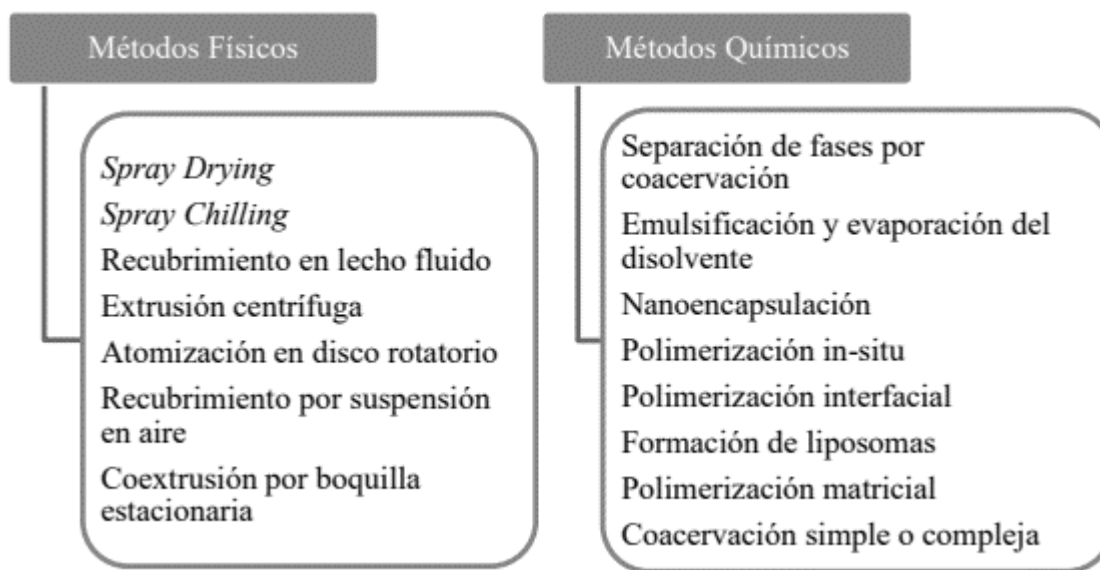 Métodos Físicos
Spray Drying
Spray Chilling
Recubrimiento en lecho fluido
Extrusión centrífuga
Atomización en disco rotatorio
Recubrimiento por suspensión
en aire
Coextrusión por boquilla
estacionaria
Métodos Químicos
Separación de fases por
coacervación
Emulsificación y evaporación del
disolvente
Nanoencapsulación
Polimerización in-situ
Polimerización interfacial
Formación de liposomas
Polimerización matricial
Coacervación simple o compleja